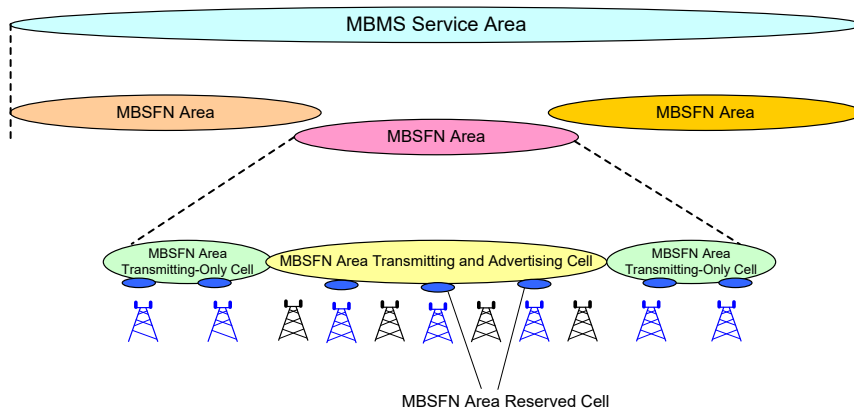 MBMS Service Area
MBSFN Area
MBSFN Area
MBSFN Area
MBSFN Area
Transmitting-Only Cell
MBSFN Area Transmitting and Advertising Cell
MBSFN Area
Transmitting-Only Cell
MBSFN Area Reserved Cell